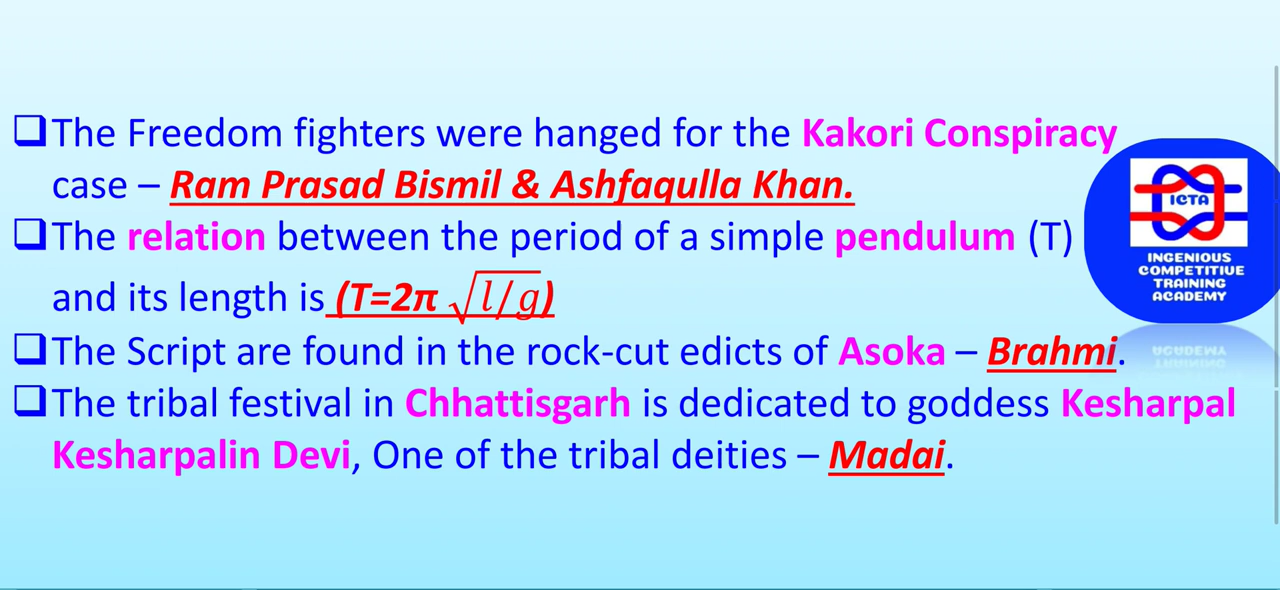 ❑The Freedom fighters were hanged for the Kakori Conspiracy
case – Ram Prasad Bismil & Ashfaqulla Khan.
❑The relation between the period of a simple pendulum (T)
and its length is (T=2π √l/g)
❑The Script are found in the rock-cut edicts of Asoka – Brahmi.
❑The tribal festival in Chhattisgarh is dedicated to goddess Kesharpal
Kesharpalin Devi, One of the tribal deities – Madai.
ICTA
INGENIOUS
COMPETITIUE
TRAINING
ACADEMY